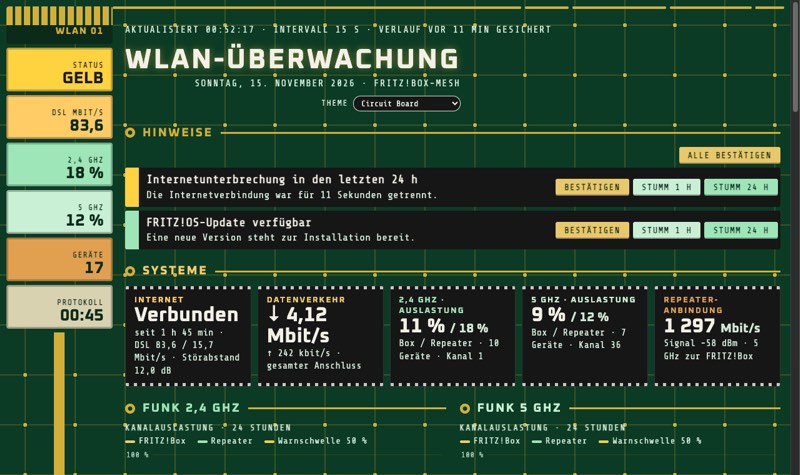 WLAN 01
STATUS
GELB
DSL MBIT/S
83,6
2,4 GHZ
18 %
5 GHZ
12 %
GERÄTE
17
PROTOKOLL
00:45
AKTUALISIERT 00:32:17 · INTERVALL 15 S · VERLAUF VOR 11 MIN GESICHERT
WLAN-ÜBERWACHUNG
SONNTAG, 15. NOVEMBER 2026 · FRITZ!BOX-MESH
THEME Circuit Board
HINWEISE
ALLE BESTÄTIGEN
Internetunterbrechung in den letzten 24 h
Die Internetverbindung war für 11 Sekunden getrennt.
BESTÄTIGEN STUMM 1 H STUMM 24 H
FRITZ!OS-Update verfügbar
Eine neue Version steht zur Installation bereit.
BESTÄTIGEN STUMM 1 H STUMM 24 H
SYSTEME
INTERNET
Verbunden
seit 1 h 45 min ·
DSL 83,6 / 15,7
Mbit/s · Störabstand
12,0 dB
DATENVERKEHR
↓ 4,12
Mbit/s
↑ 242 kbit/s ·
gesamter Anschluss
2,4 GHZ ·
AUSLASTUNG
11 % / 18 %
Box / Repeater · 10
Geräte · Kanal 1
5 GHZ · AUSLASTUNG
9 % / 12 %
Box / Repeater · 7
Geräte · Kanal 36
REPEATER-
ANBINDUNG
1 297 Mbit/s
Signal −58 dBm · 5
GHz zur FRITZ!Box
FUNK 2,4 GHZ
KANALAUSLASTUNG · 24 STUNDEN
FRITZ!Box Repeater Warnschwelle 50 %
100 %
FUNK 5 GHZ
KANALAUSLASTUNG · 24 STUNDEN
FRITZ!Box Repeater Warnschwelle 50 %
100 %